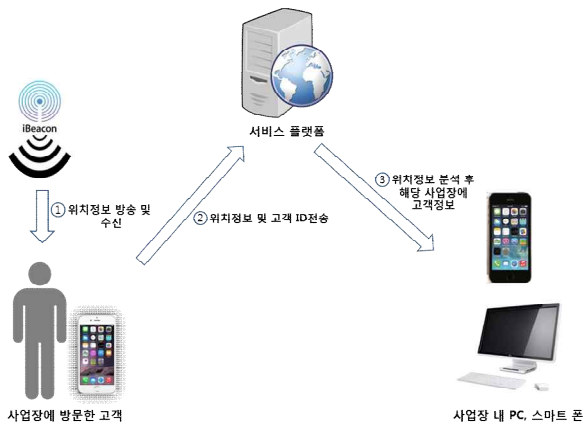 iBeacon
서비스 플랫폼
① 위치정보 방송 및
수신
② 위치정보 및 고객 ID전송
③ 위치정보 분석 후
해당 사업장에
고객정보
사업장에 방문한 고객
사업장 내 PC, 스마트 폰